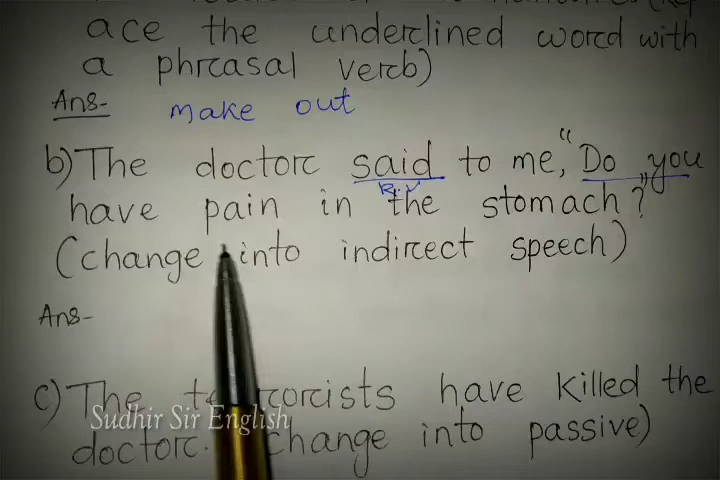 ace the underlined word with
a phrasal verb)
Ans- make out
b) The doctor said to me, "Do you
R.V
have pain in the stomach?"
(change into indirect speech)
Ans-
c) The terrorists have killed the
Sudhir Sir English
doctor. change into passive)